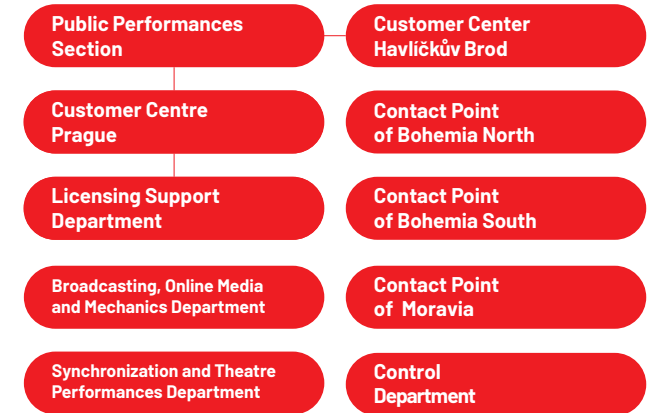 Public Performances
Section
Customer Center
Havlíčkův Brod
Customer Centre
Prague
Contact Point
of Bohemia North
Licensing Support
Department
Contact Point
of Bohemia South
Broadcasting, Online Media
and Mechanics Department
Contact Point
of Moravia
Synchronization and Theatre
Performances Department
Control
Department